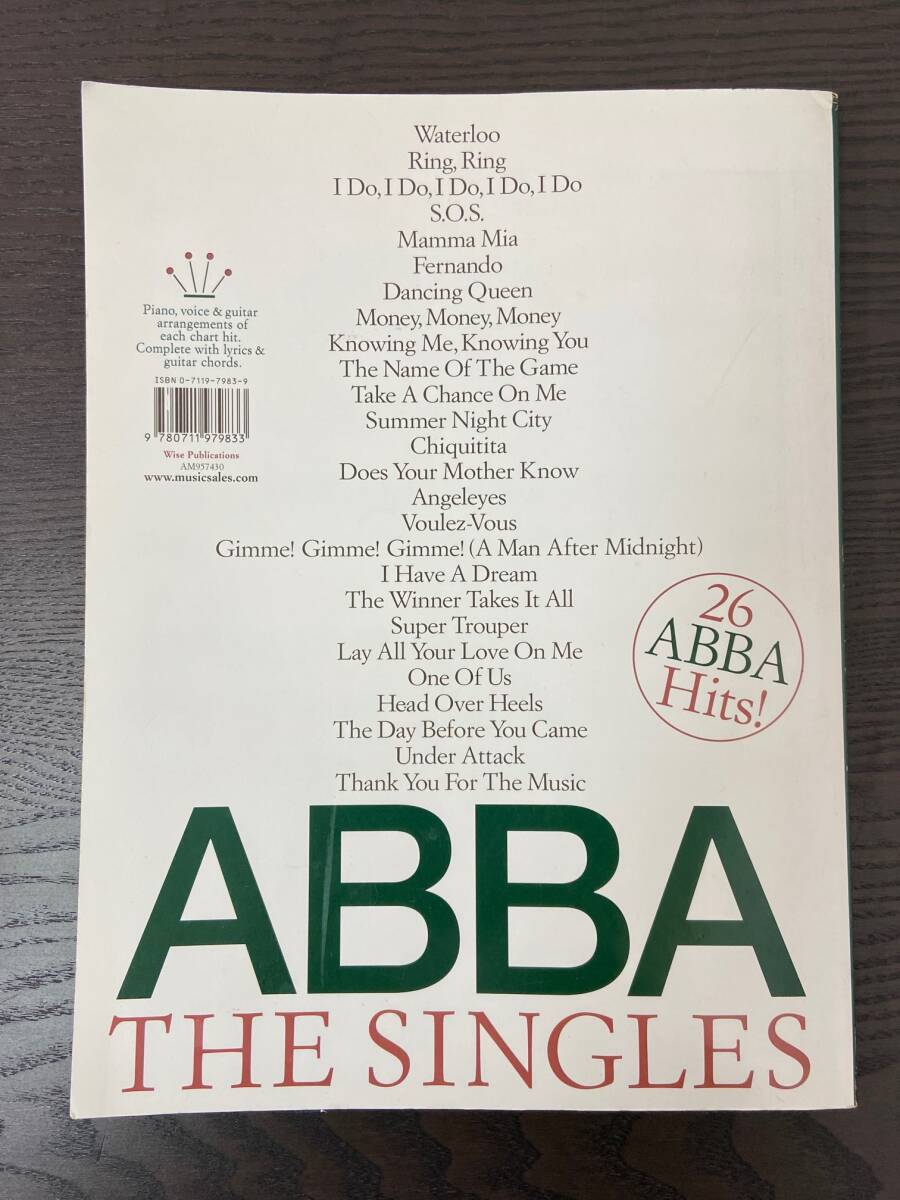 Waterloo
Ring, Ring
I Do, I Do, I Do, I Do, I Do
S.O.S.
Mamma Mia
Fernando
Dancing Queen
Money, Money, Money
Knowing Me, Knowing You
The Name Of The Game
Take A Chance On Me
Summer Night City
Chiquitita
Does Your Mother Know
Angeleyes
Voulez-Vous
Gimme! Gimme! Gimme! (A Man After Midnight)
I Have A Dream
The Winner Takes It All
Super Trouper
Lay All Your Love On Me
One Of Us
Head Over Heels
The Day Before You Came
Under Attack
Thank You For The Music
Piano, voice & guitar
arrangements of
each chart hit.
Complete with lyrics &
guitar chords.
ISBN 0-7119-7983-9
9 780711 979833
Wise Publications
AM957430
www.musicsales.com
26
ABBA
Hits!
ABBA
THE SINGLES